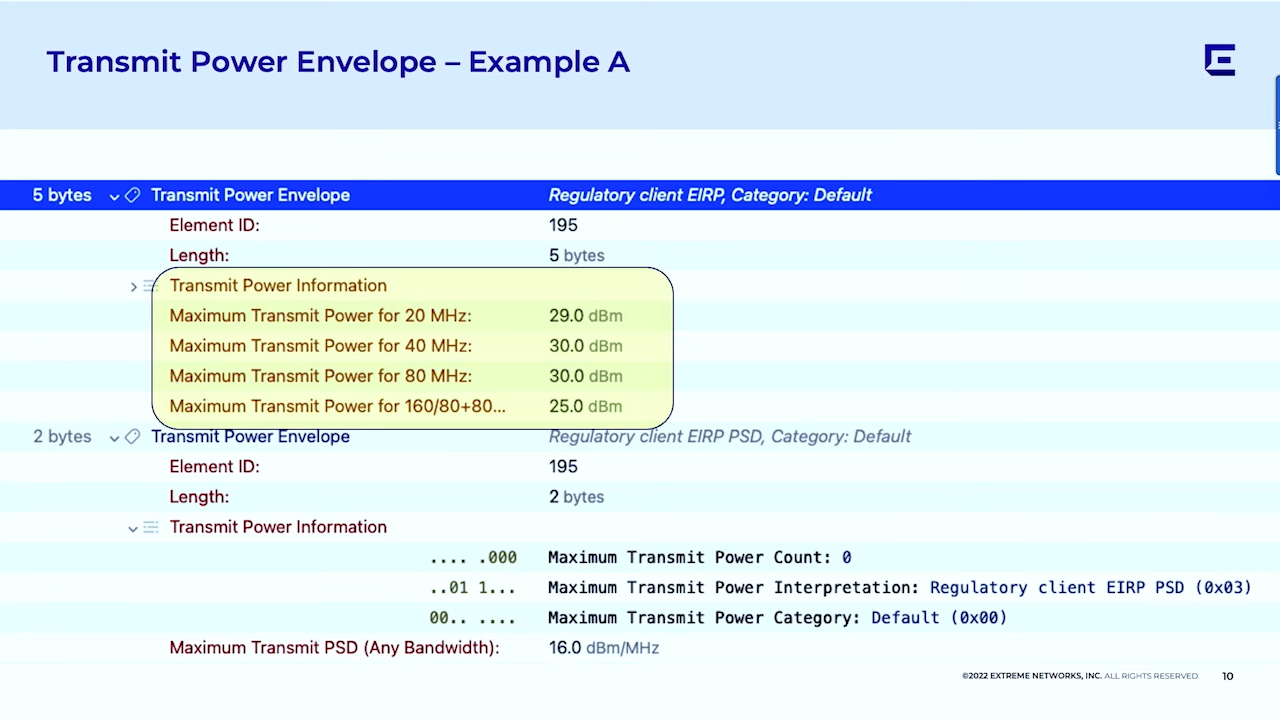 Transmit Power Envelope – Example A
5 bytes Transmit Power Envelope Regulatory client EIRP, Category: Default
Element ID: 195
Length: 5 bytes
Transmit Power Information
Maximum Transmit Power for 20 MHz: 29.0 dBm
Maximum Transmit Power for 40 MHz: 30.0 dBm
Maximum Transmit Power for 80 MHz: 30.0 dBm
Maximum Transmit Power for 160/80+80... 25.0 dBm
2 bytes Transmit Power Envelope Regulatory client EIRP PSD, Category: Default
Element ID: 195
Length: 2 bytes
Transmit Power Information
.... .000 Maximum Transmit Power Count: 0
..01 1... Maximum Transmit Power Interpretation: Regulatory client EIRP PSD (0x03)
00.. .... Maximum Transmit Power Category: Default (0x00)
Maximum Transmit PSD (Any Bandwidth): 16.0 dBm/MHz
©2022 EXTREME NETWORKS, INC. ALL RIGHTS RESERVED. 10